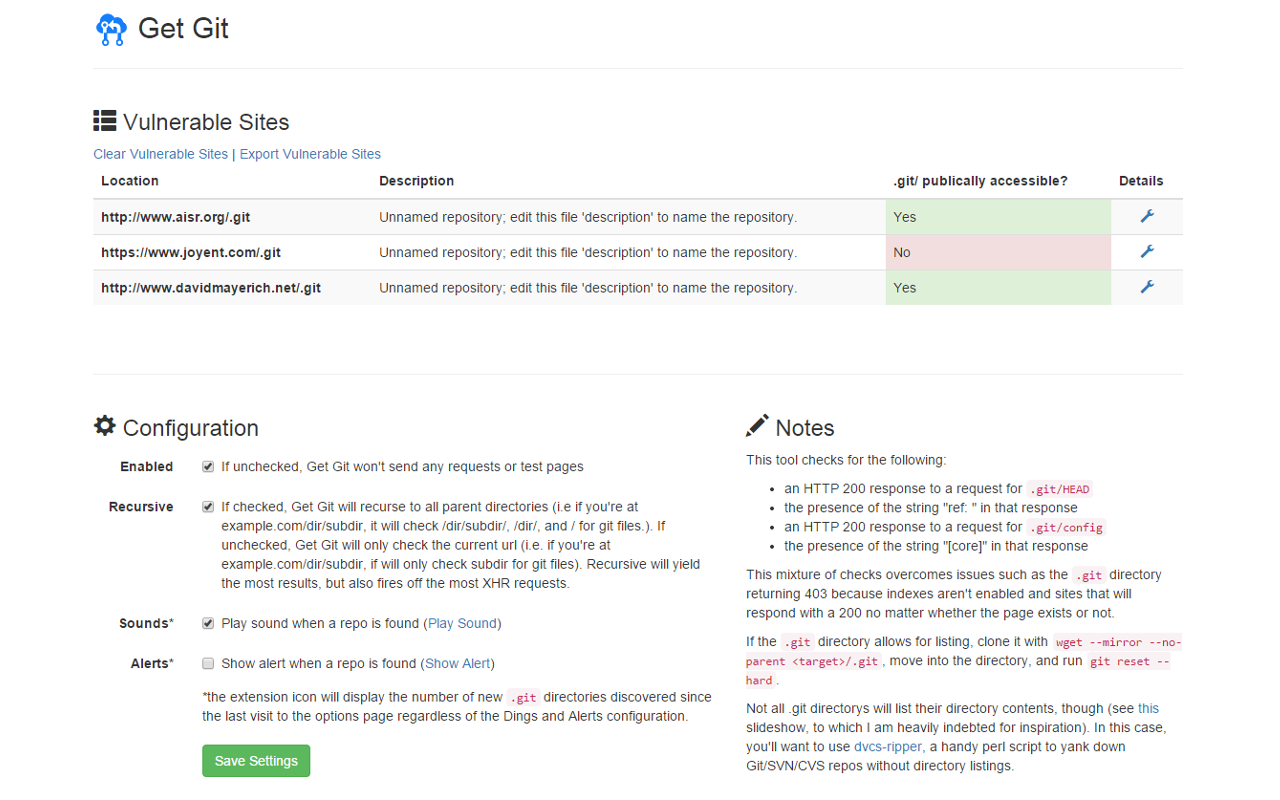 Get Git
Vulnerable Sites
Clear Vulnerable Sites | Export Vulnerable Sites
Location Description .git/ publically accessible? Details
http://www.aisr.org/.git Unnamed repository; edit this file 'description' to name the repository. Yes
https://www.joyent.com/.git Unnamed repository; edit this file 'description' to name the repository. No
http://www.davidmayerich.net/.git Unnamed repository; edit this file 'description' to name the repository. Yes
Configuration
Enabled If unchecked, Get Git won't send any requests or test pages
Recursive If checked, Get Git will recurse to all parent directories (i.e if you're at
example.com/dir/subdir, it will check /dir/subdir/, /dir/, and / for git files.). If
unchecked, Get Git will only check the current url (i.e. if you're at
example.com/dir/subdir, if will only check subdir for git files). Recursive will yield
the most results, but also fires off the most XHR requests.
Sounds* Play sound when a repo is found (Play Sound)
Alerts* Show alert when a repo is found (Show Alert)
*the extension icon will display the number of new .git directories discovered since
the last visit to the options page regardless of the Dings and Alerts configuration.
Save Settings
Notes
This tool checks for the following:
• an HTTP 200 response to a request for .git/HEAD
• the presence of the string "ref: " in that response
• an HTTP 200 response to a request for .git/config
• the presence of the string "[core]" in that response
This mixture of checks overcomes issues such as the .git directory
returning 403 because indexes aren't enabled and sites that will
respond with a 200 no matter whether the page exists or not.
If the .git directory allows for listing, clone it with wget --mirror --no-
parent <target>/.git, move into the directory, and run git reset --
hard.
Not all .git directorys will list their directory contents, though (see this
slideshow, to which I am heavily indebted for inspiration). In this case,
you'll want to use dvcs-ripper, a handy perl script to yank down
Git/SVN/CVS repos without directory listings.